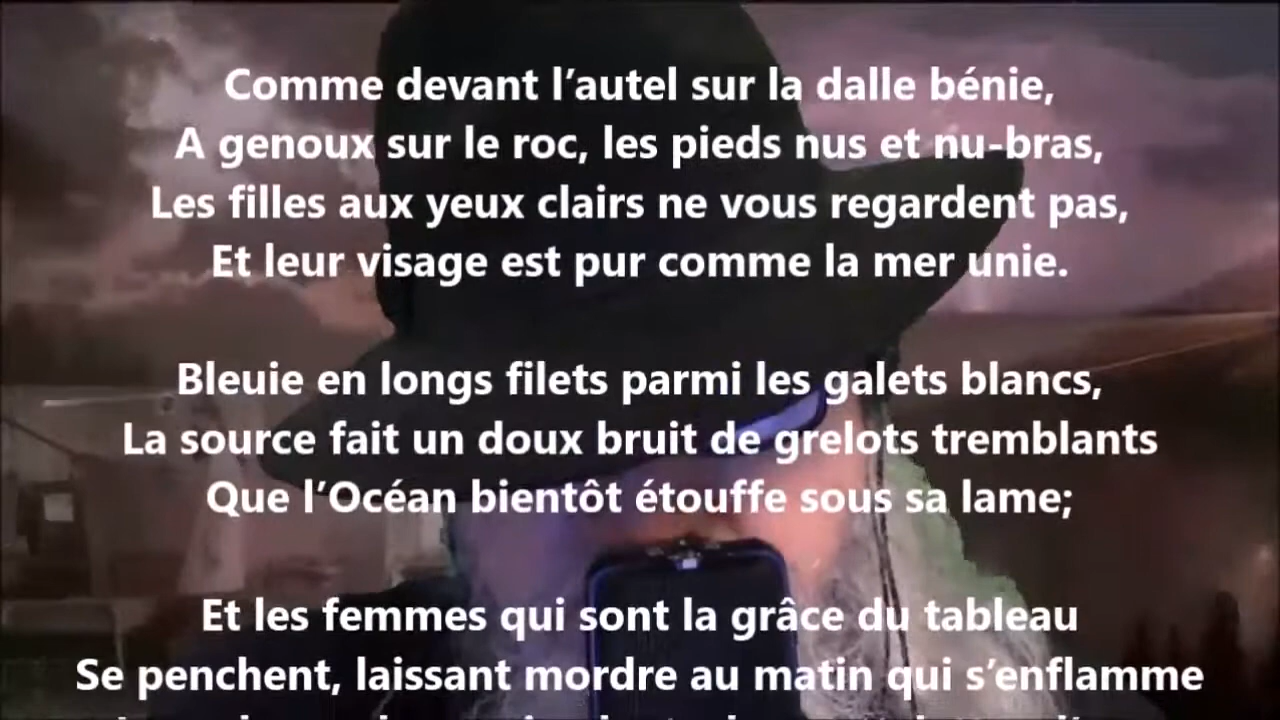 Comme devant l’autel sur la dalle bénie,
A genoux sur le roc, les pieds nus et nu-bras,
Les filles aux yeux clairs ne vous regardent pas,
Et leur visage est pur comme la mer unie.
Bleuie en longs filets parmi les galets blancs,
La source fait un doux bruit de grelots tremblants
Que l’Océan bientôt étouffe sous sa lame;
Et les femmes qui sont la grâce du tableau
Se penchent, laissant mordre au matin qui s’enflamme